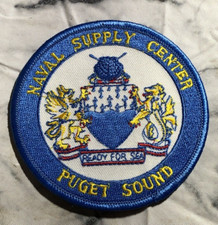 NAVAL SUPPLY CENTER
READY FOR SEA
PUGET SOUND